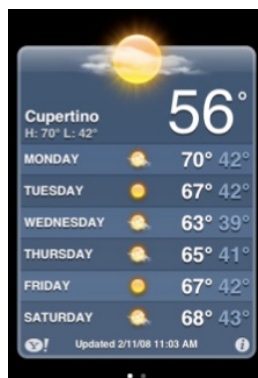 56°
Cupertino
H: 70° L: 42°
MONDAY 70° 42°
TUESDAY 67° 42°
WEDNESDAY 63° 39°
THURSDAY 65° 41°
FRIDAY 67° 42°
SATURDAY 68° 43°
Y! Updated 2/11/08 11:03 AM i